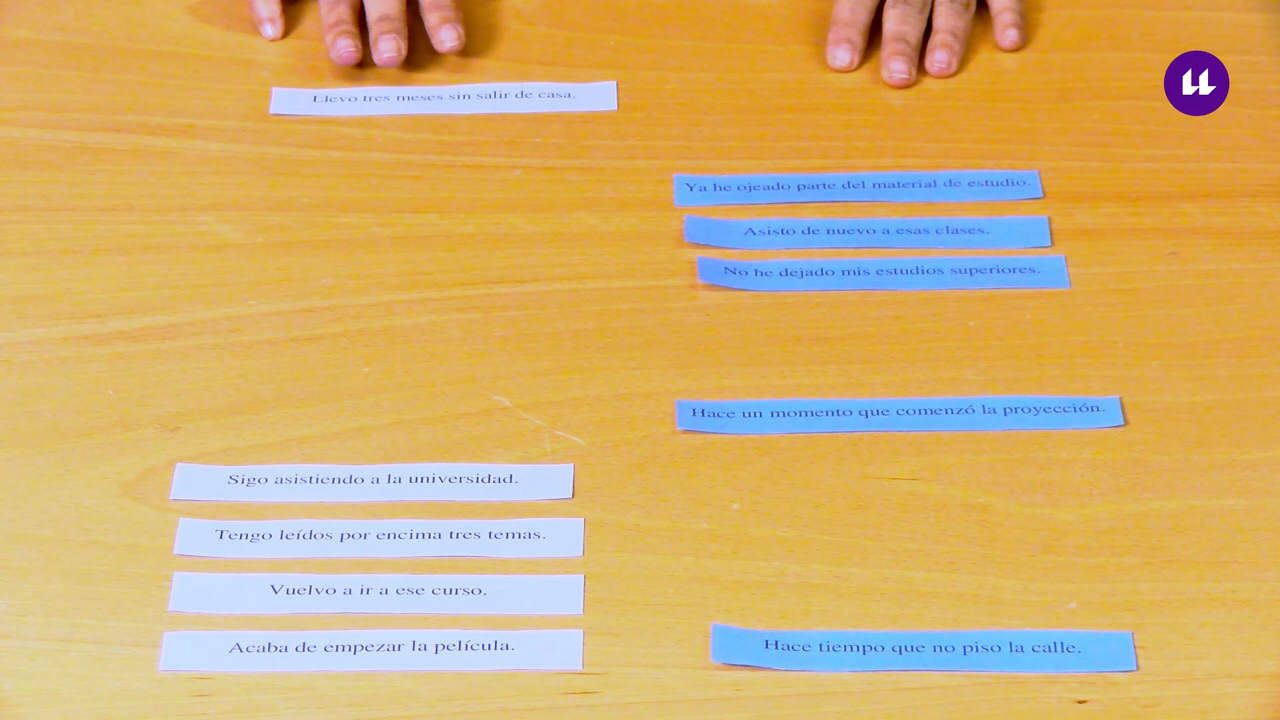 Llevo tres meses sin salir de casa.
Ya he ojeado parte del material de estudio.
Asisto de nuevo a esas clases.
No he dejado mis estudios superiores.
Hace un momento que comenzó la proyección.
Sigo asistiendo a la universidad.
Tengo leídos por encima tres temas.
Vuelvo a ir a ese curso.
Acaba de empezar la película.
Hace tiempo que no piso la calle.